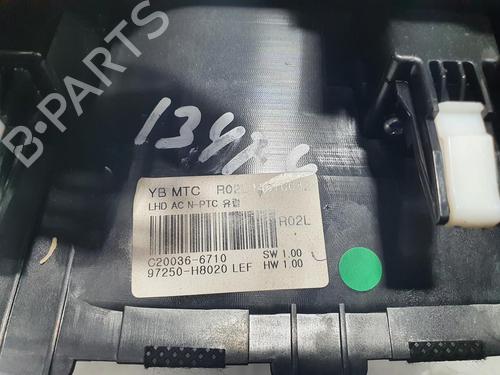 B-PARTS
YB MTC
LHD AC N-PTC 유럽
R02L
C20036-6710 SW 1.00
97250-H8020 LEF HW 1.00